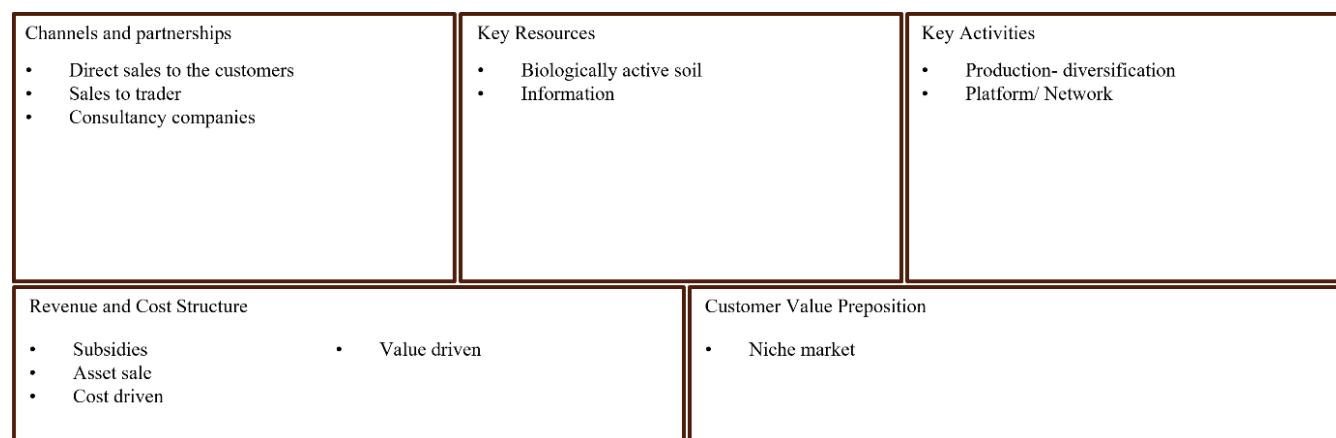 Channels and partnerships
• Direct sales to the customers
• Sales to trader
• Consultancy companies
Key Resources
• Biologically active soil
• Information
Key Activities
• Production- diversification
• Platform/ Network
Revenue and Cost Structure
• Subsidies
• Asset sale
• Cost driven
• Value driven
Customer Value Preposition
• Niche market